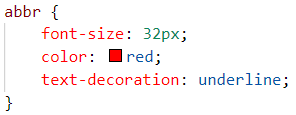 abbr {
    font-size: 32px;
    color: red;
    text-decoration: underline;
}